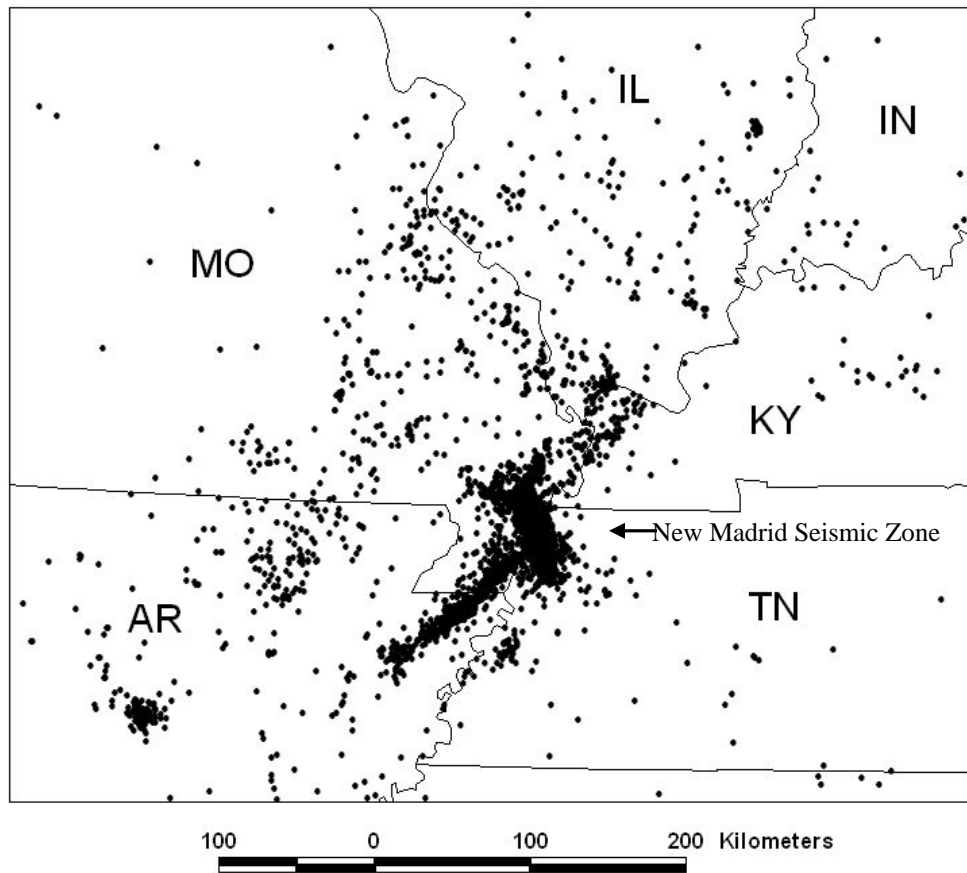 IL
IN
MO
KY
New Madrid Seismic Zone
AR
TN
100 0 100 200 Kilometers